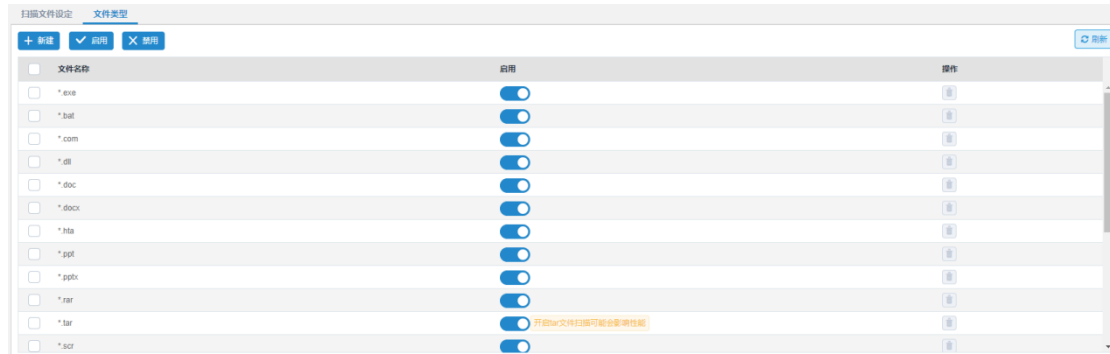 扫描文件设定 文件类型
新建 启用 禁用 刷新
文件名称 启用 操作
*.exe
*.bat
*.com
*.dll
*.doc
*.docx
*.hta
*.ppt
*.pptx
*.rar
*.tar 开启tar文件扫描可能会影响性能
*.scr